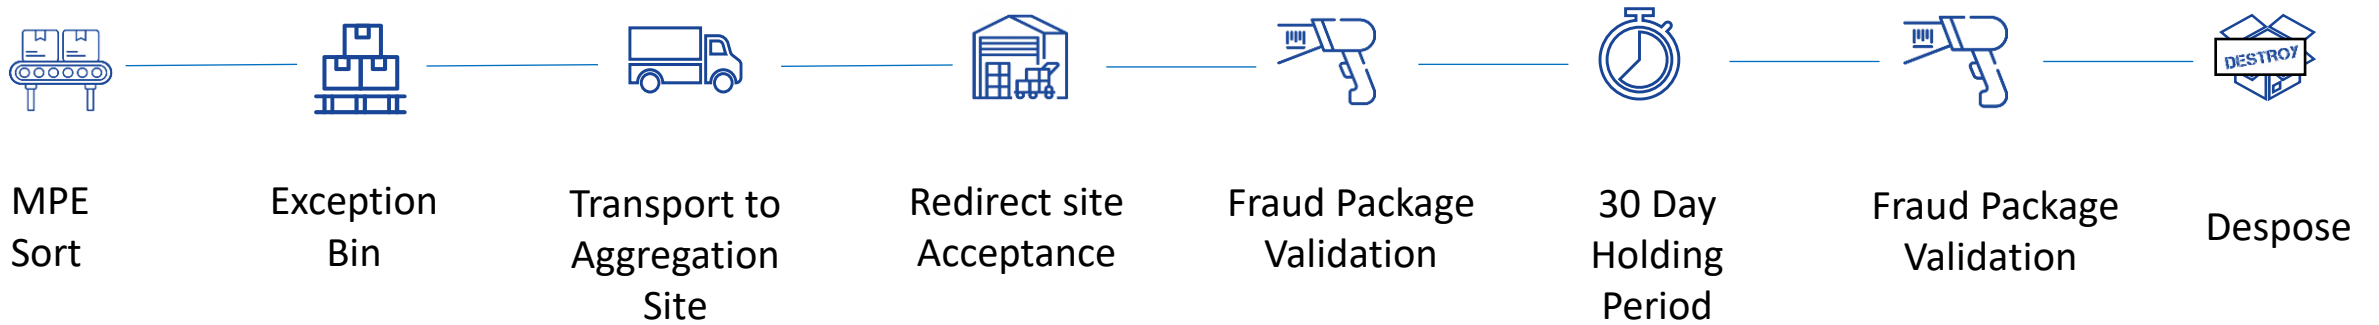 DESTROY
MPE
Sort
Exception
Bin
Transport to
Aggregation
Site
Redirect site
Acceptance
Fraud Package
Validation
30 Day
Holding
Period
Fraud Package
Validation
Despose